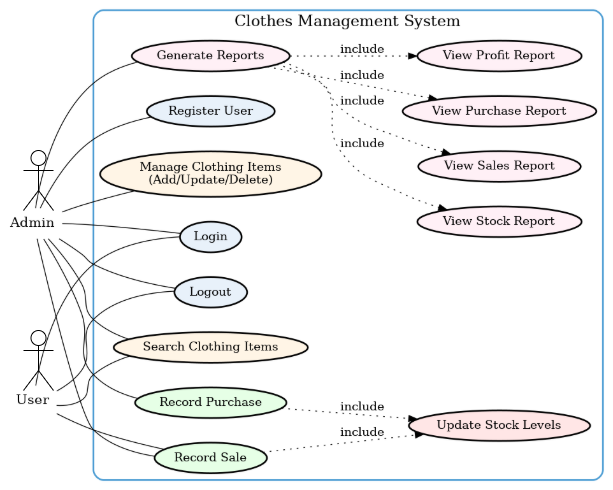 Clothes Management System
Generate Reports
include
View Profit Report
include
Register User
View Purchase Report
include
Manage Clothing Items
(Add/Update/Delete)
View Sales Report
include
Admin
View Stock Report
Login
Logout
Search Clothing Items
User
Record Purchase
include
Update Stock Levels
include
Record Sale